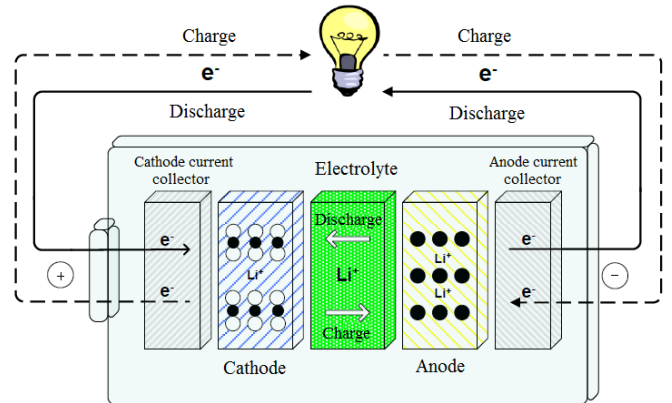 Charge
Charge
e-
e-
Discharge
Discharge
Cathode current
collector
Electrolyte
Anode current
collector
Discharge
e-
e-
Li+
Li+
Li+
Li+
+
−
e-
e-
Charge
Cathode
Anode